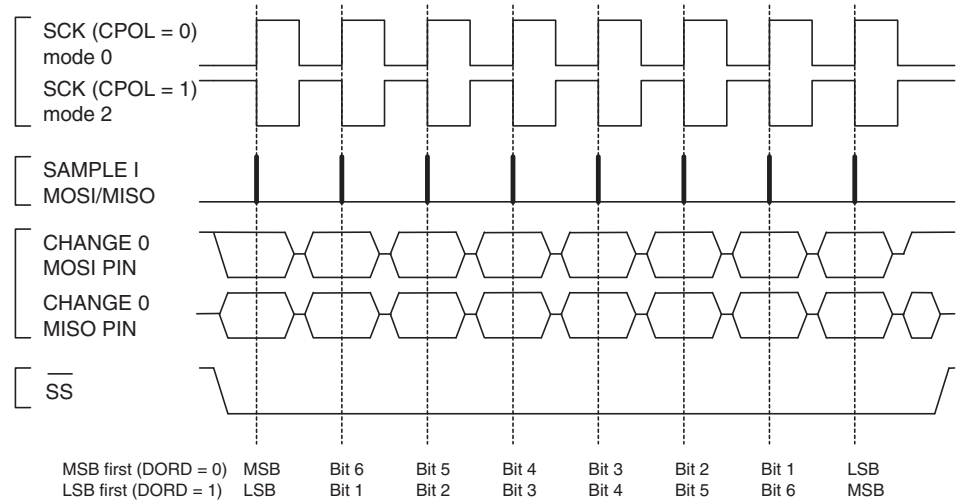 SCK (CPOL = 0)
mode 0
SCK (CPOL = 1)
mode 2
SAMPLE I
MOSI/MISO
CHANGE 0
MOSI PIN
CHANGE 0
MISO PIN
SS
MSB first (DORD = 0) MSB Bit 6 Bit 5 Bit 4 Bit 3 Bit 2 Bit 1 LSB
LSB first (DORD = 1) LSB Bit 1 Bit 2 Bit 3 Bit 4 Bit 5 Bit 6 MSB